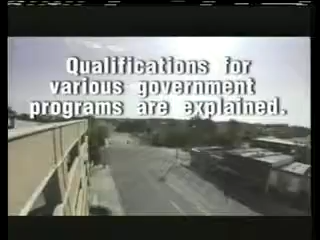 Qualifications for
various government
programs are explained.